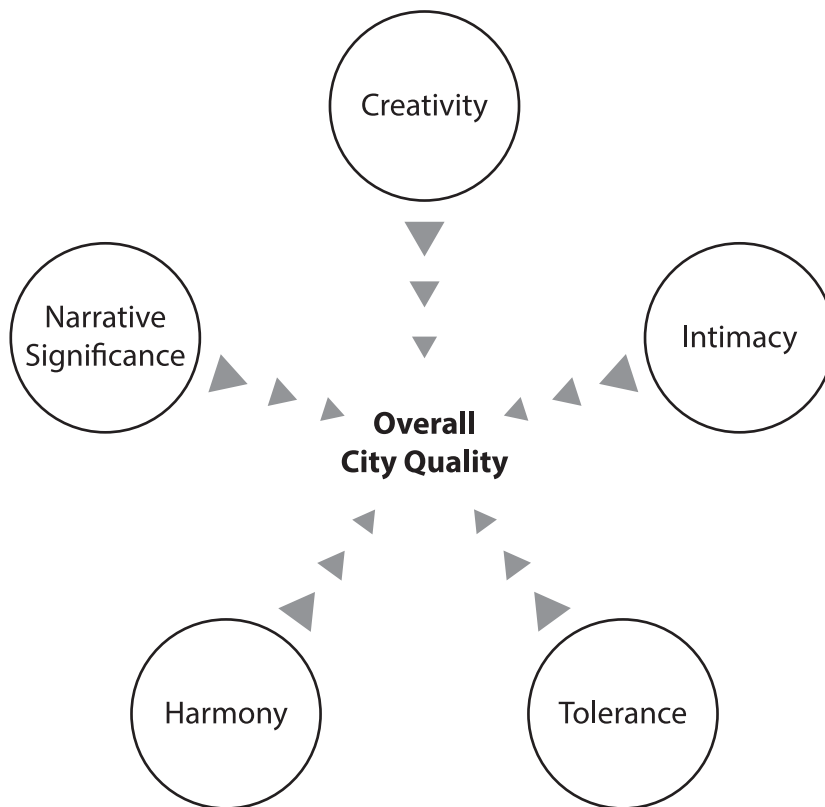 Creativity
Narrative
Significance
Intimacy
Overall
City Quality
Harmony
Tolerance